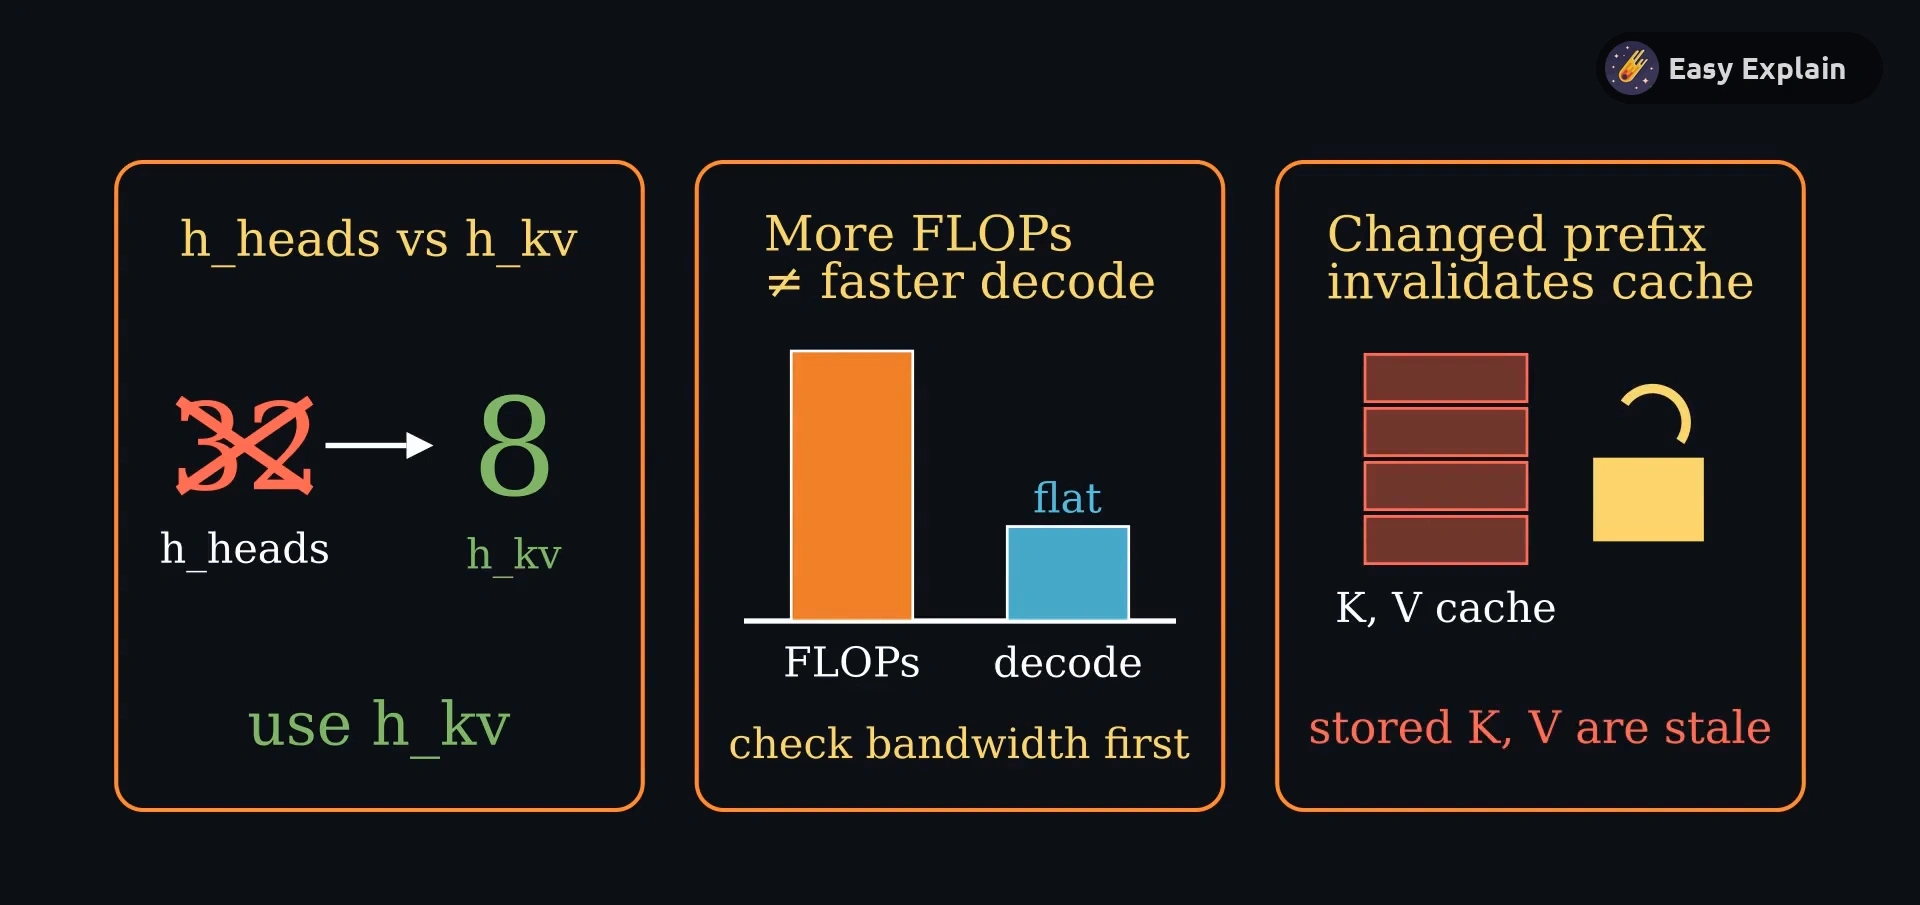 Easy Explain
h_heads vs h_kv
32
8
h_heads
h_kv
use h_kv
More FLOPs
≠ faster decode
flat
FLOPs
decode
check bandwidth first
Changed prefix
invalidates cache
K, V cache
stored K, V are stale